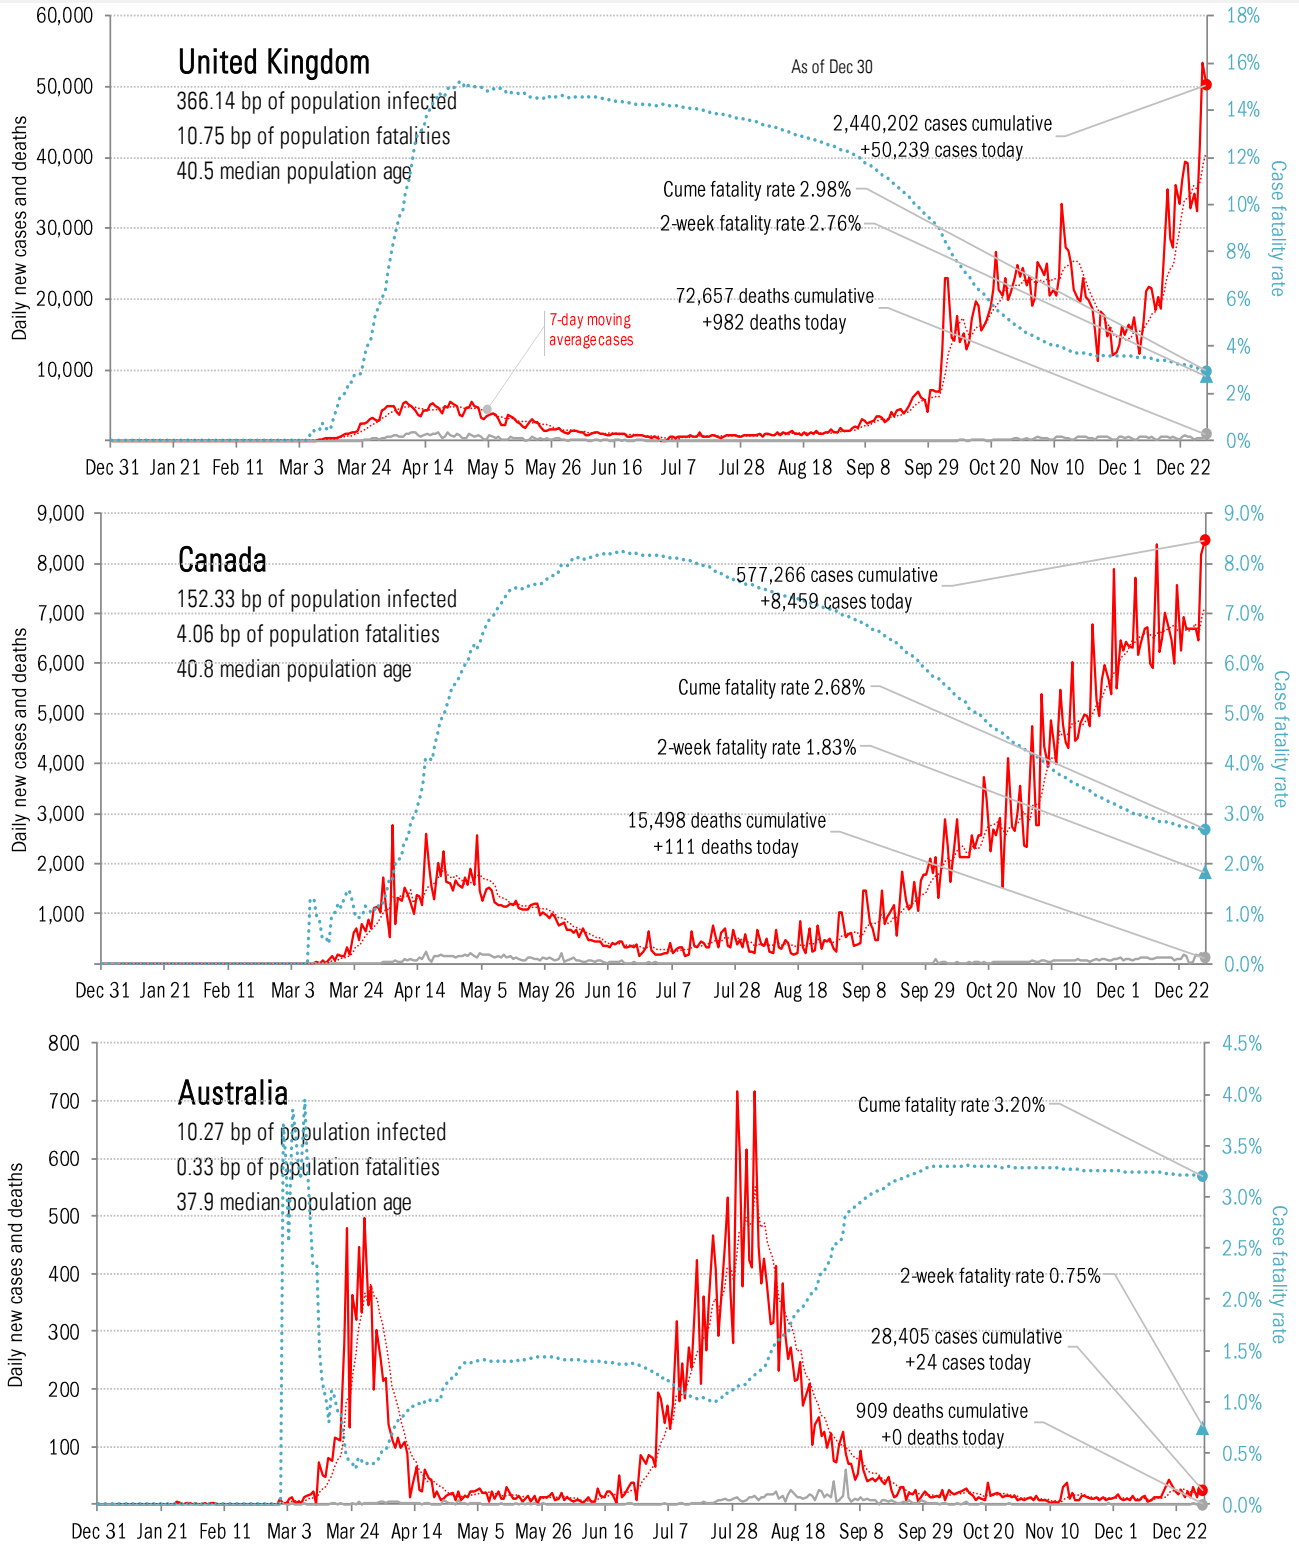 60,000
50,000
40,000
30,000
20,000
10,000
Daily new cases and deaths
United Kingdom
366.14 bp of population infected
10.75 bp of population fatalities
40.5 median population age
As of Dec 30
2,440,202 cases cumulative
+50,239 cases today
Cume fatality rate 2.98%
2-week fatality rate 2.76%
72,657 deaths cumulative
+982 deaths today
7-day moving
average cases
18%
16%
14%
12%
10%
8%
6%
4%
2%
0%
Case fatality rate
Dec 31 Jan 21 Feb 11 Mar 3 Mar 24 Apr 14 May 5 May 26 Jun 16 Jul 7 Jul 28 Aug 18 Sep 8 Sep 29 Oct 20 Nov 10 Dec 1 Dec 22
9,000
8,000
7,000
6,000
5,000
4,000
3,000
2,000
1,000
Daily new cases and deaths
Canada
152.33 bp of population infected
4.06 bp of population fatalities
40.8 median population age
577,266 cases cumulative
+8,459 cases today
Cume fatality rate 2.68%
2-week fatality rate 1.83%
15,498 deaths cumulative
+111 deaths today
9.0%
8.0%
7.0%
6.0%
5.0%
4.0%
3.0%
2.0%
1.0%
0.0%
Case fatality rate
Dec 31 Jan 21 Feb 11 Mar 3 Mar 24 Apr 14 May 5 May 26 Jun 16 Jul 7 Jul 28 Aug 18 Sep 8 Sep 29 Oct 20 Nov 10 Dec 1 Dec 22
800
700
600
500
400
300
200
100
Daily new cases and deaths
Australia
10.27 bp of population infected
0.33 bp of population fatalities
37.9 median population age
Cume fatality rate 3.20%
2-week fatality rate 0.75%
28,405 cases cumulative
+24 cases today
909 deaths cumulative
+0 deaths today
4.5%
4.0%
3.5%
3.0%
2.5%
2.0%
1.5%
1.0%
0.5%
0.0%
Case fatality rate
Dec 31 Jan 21 Feb 11 Mar 3 Mar 24 Apr 14 May 5 May 26 Jun 16 Jul 7 Jul 28 Aug 18 Sep 8 Sep 29 Oct 20 Nov 10 Dec 1 Dec 22